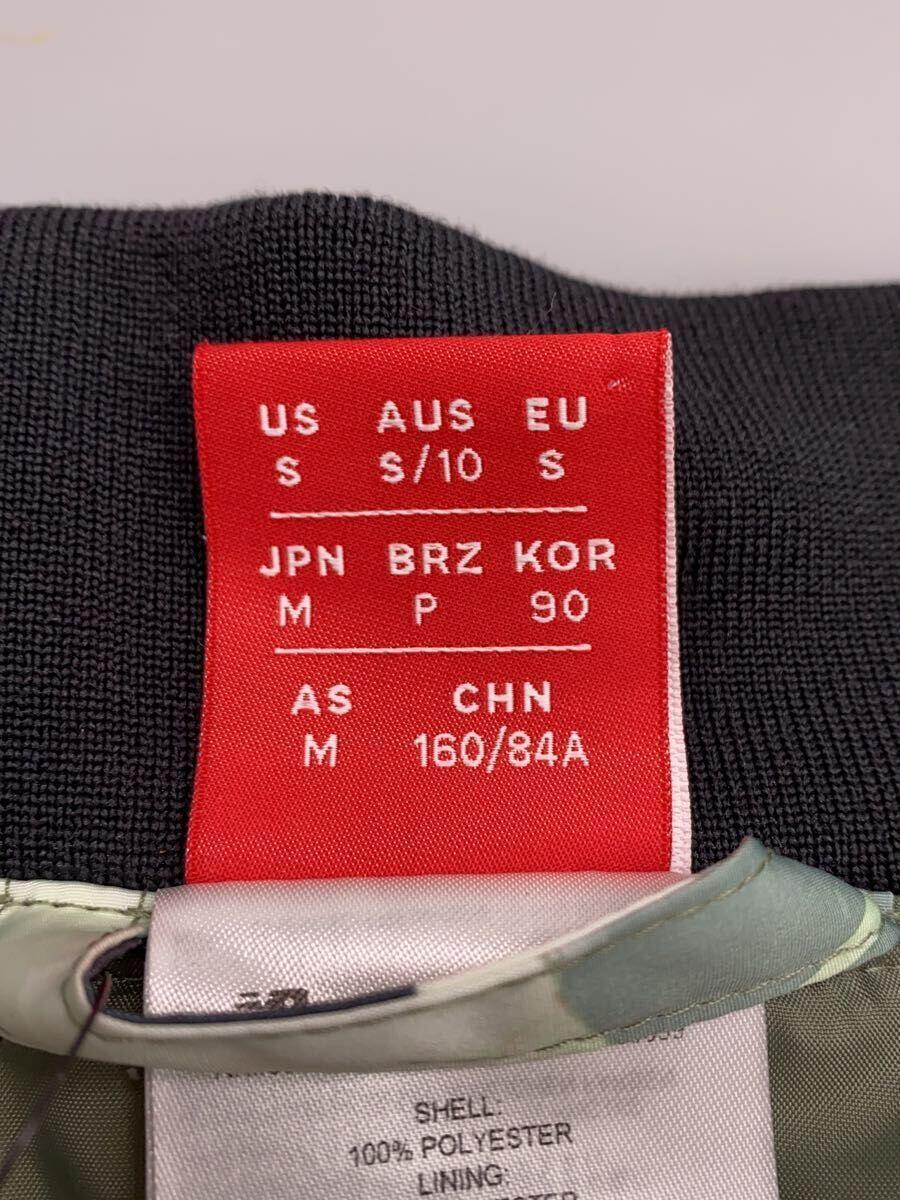 US AUS EU
S S/10 S
JPN BRZ KOR
M P 90
AS CHN
M 160/84A
SHELL:
100% POLYESTER
LINING: